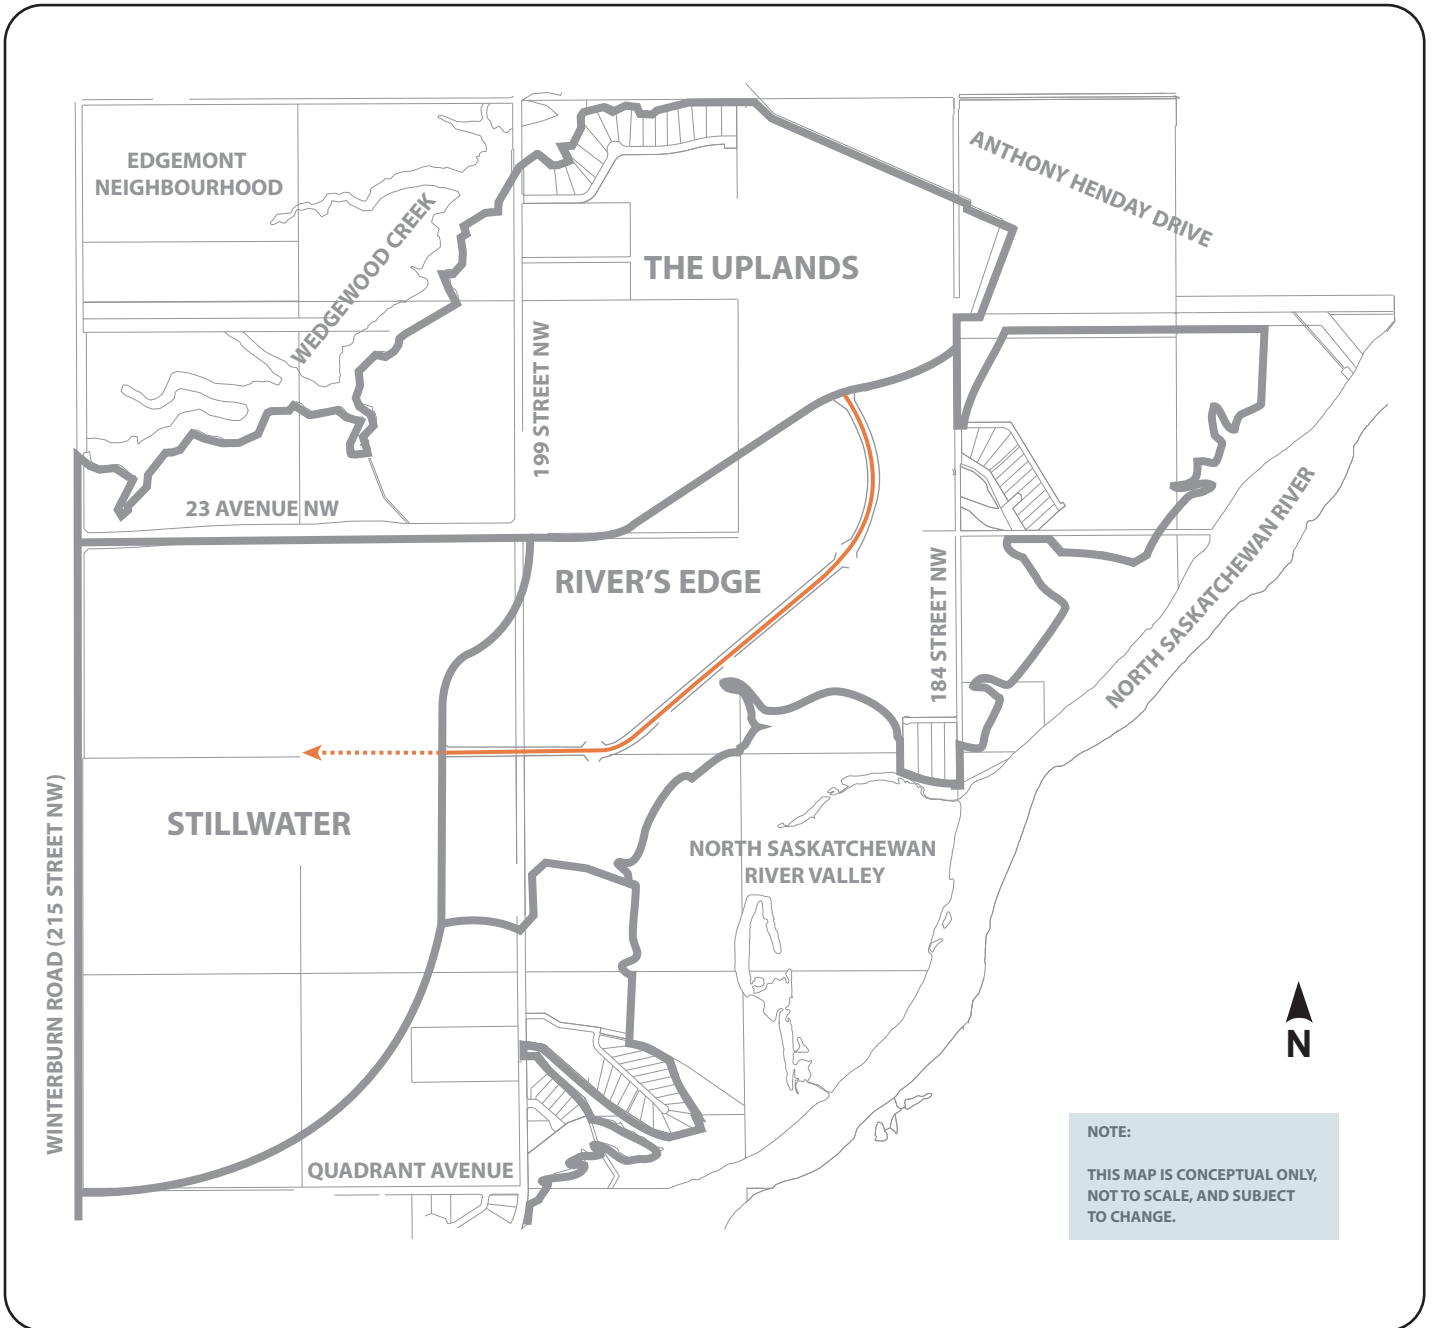 EDGEMONT
NEIGHBOURHOOD
WEDGEWOOD CREEK
ANTHONY HENDAY DRIVE
THE UPLANDS
199 STREET NW
23 AVENUE NW
RIVER’S EDGE
184 STREET NW
NORTH SASKATCHEWAN RIVER
STILLWATER
NORTH SASKATCHEWAN
RIVER VALLEY
WINTERBURN ROAD (215 STREET NW)
QUADRANT AVENUE
N
NOTE:
THIS MAP IS CONCEPTUAL ONLY,
NOT TO SCALE, AND SUBJECT
TO CHANGE.